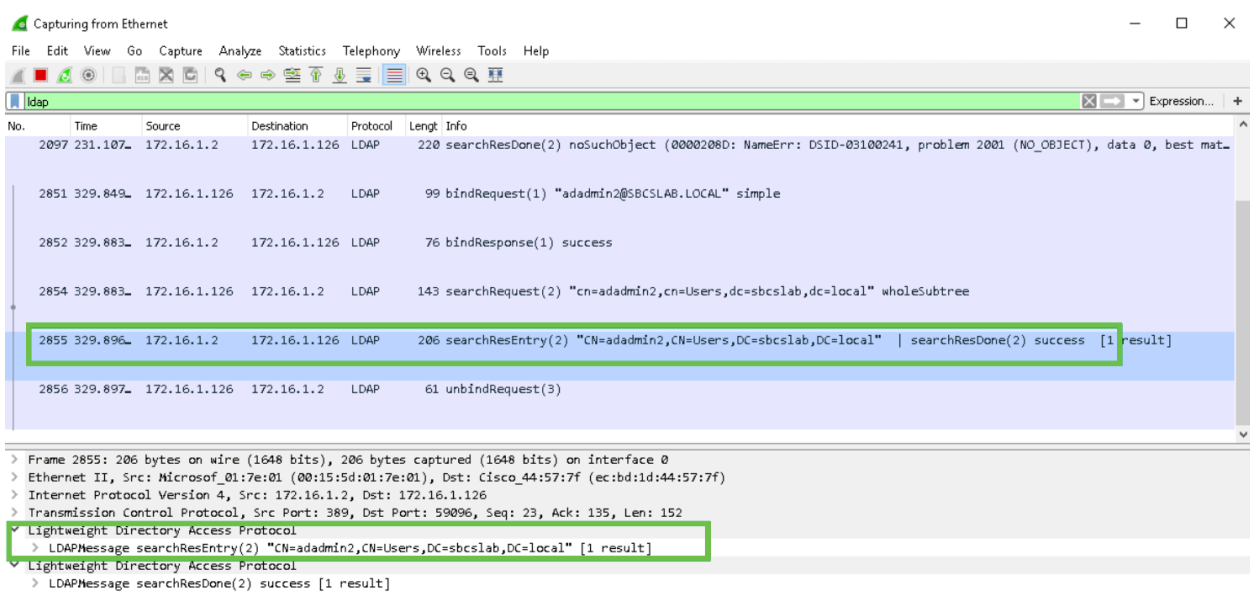 Capturing from Ethernet
File Edit View Go Capture Analyze Statistics Telephony Wireless Tools Help
ldap Expression... +
No. Time Source Destination Protocol Lengt Info
2097 231.107… 172.16.1.2 172.16.1.126 LDAP 220 searchResDone(2) noSuchObject (0000208D: NameErr: DSID-03100241, problem 2001 (NO_OBJECT), data 0, best mat…
2851 329.849… 172.16.1.126 172.16.1.2 LDAP 99 bindRequest(1) "adadmin2@SBCSLAB.LOCAL" simple
2852 329.883… 172.16.1.2 172.16.1.126 LDAP 76 bindResponse(1) success
2854 329.883… 172.16.1.126 172.16.1.2 LDAP 143 searchRequest(2) "cn=adadmin2,cn=Users,dc=sbcslab,dc=local" wholeSubtree
2855 329.896… 172.16.1.2 172.16.1.126 LDAP 206 searchResEntry(2) "CN=adadmin2,CN=Users,DC=sbcslab,DC=local" | searchResDone(2) success [1 result]
2856 329.897… 172.16.1.126 172.16.1.2 LDAP 61 unbindRequest(3)
> Frame 2855: 206 bytes on wire (1648 bits), 206 bytes captured (1648 bits) on interface 0
> Ethernet II, Src: Microsof_01:7e:01 (00:15:5d:01:7e:01), Dst: Cisco_44:57:7f (ec:bd:1d:44:57:7f)
> Internet Protocol Version 4, Src: 172.16.1.2, Dst: 172.16.1.126
> Transmission Control Protocol, Src Port: 389, Dst Port: 59096, Seq: 23, Ack: 135, Len: 152
Lightweight Directory Access Protocol
> LDAPMessage searchResEntry(2) "CN=adadmin2,CN=Users,DC=sbcslab,DC=local" [1 result]
Lightweight Directory Access Protocol
> LDAPMessage searchResDone(2) success [1 result]